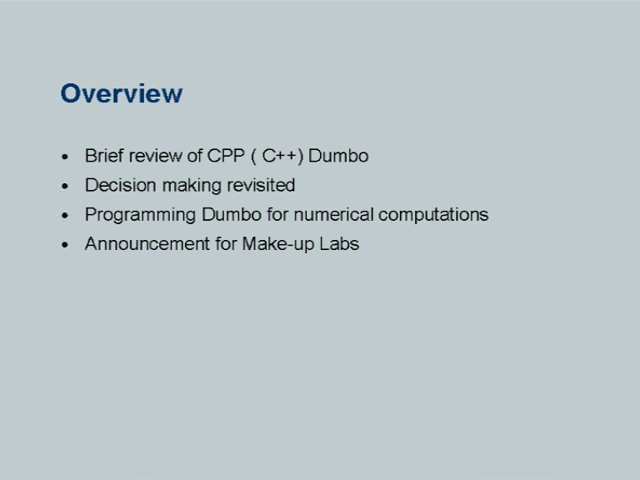 Overview
• Brief review of CPP ( C++) Dumbo
• Decision making revisited
• Programming Dumbo for numerical computations
• Announcement for Make-up Labs